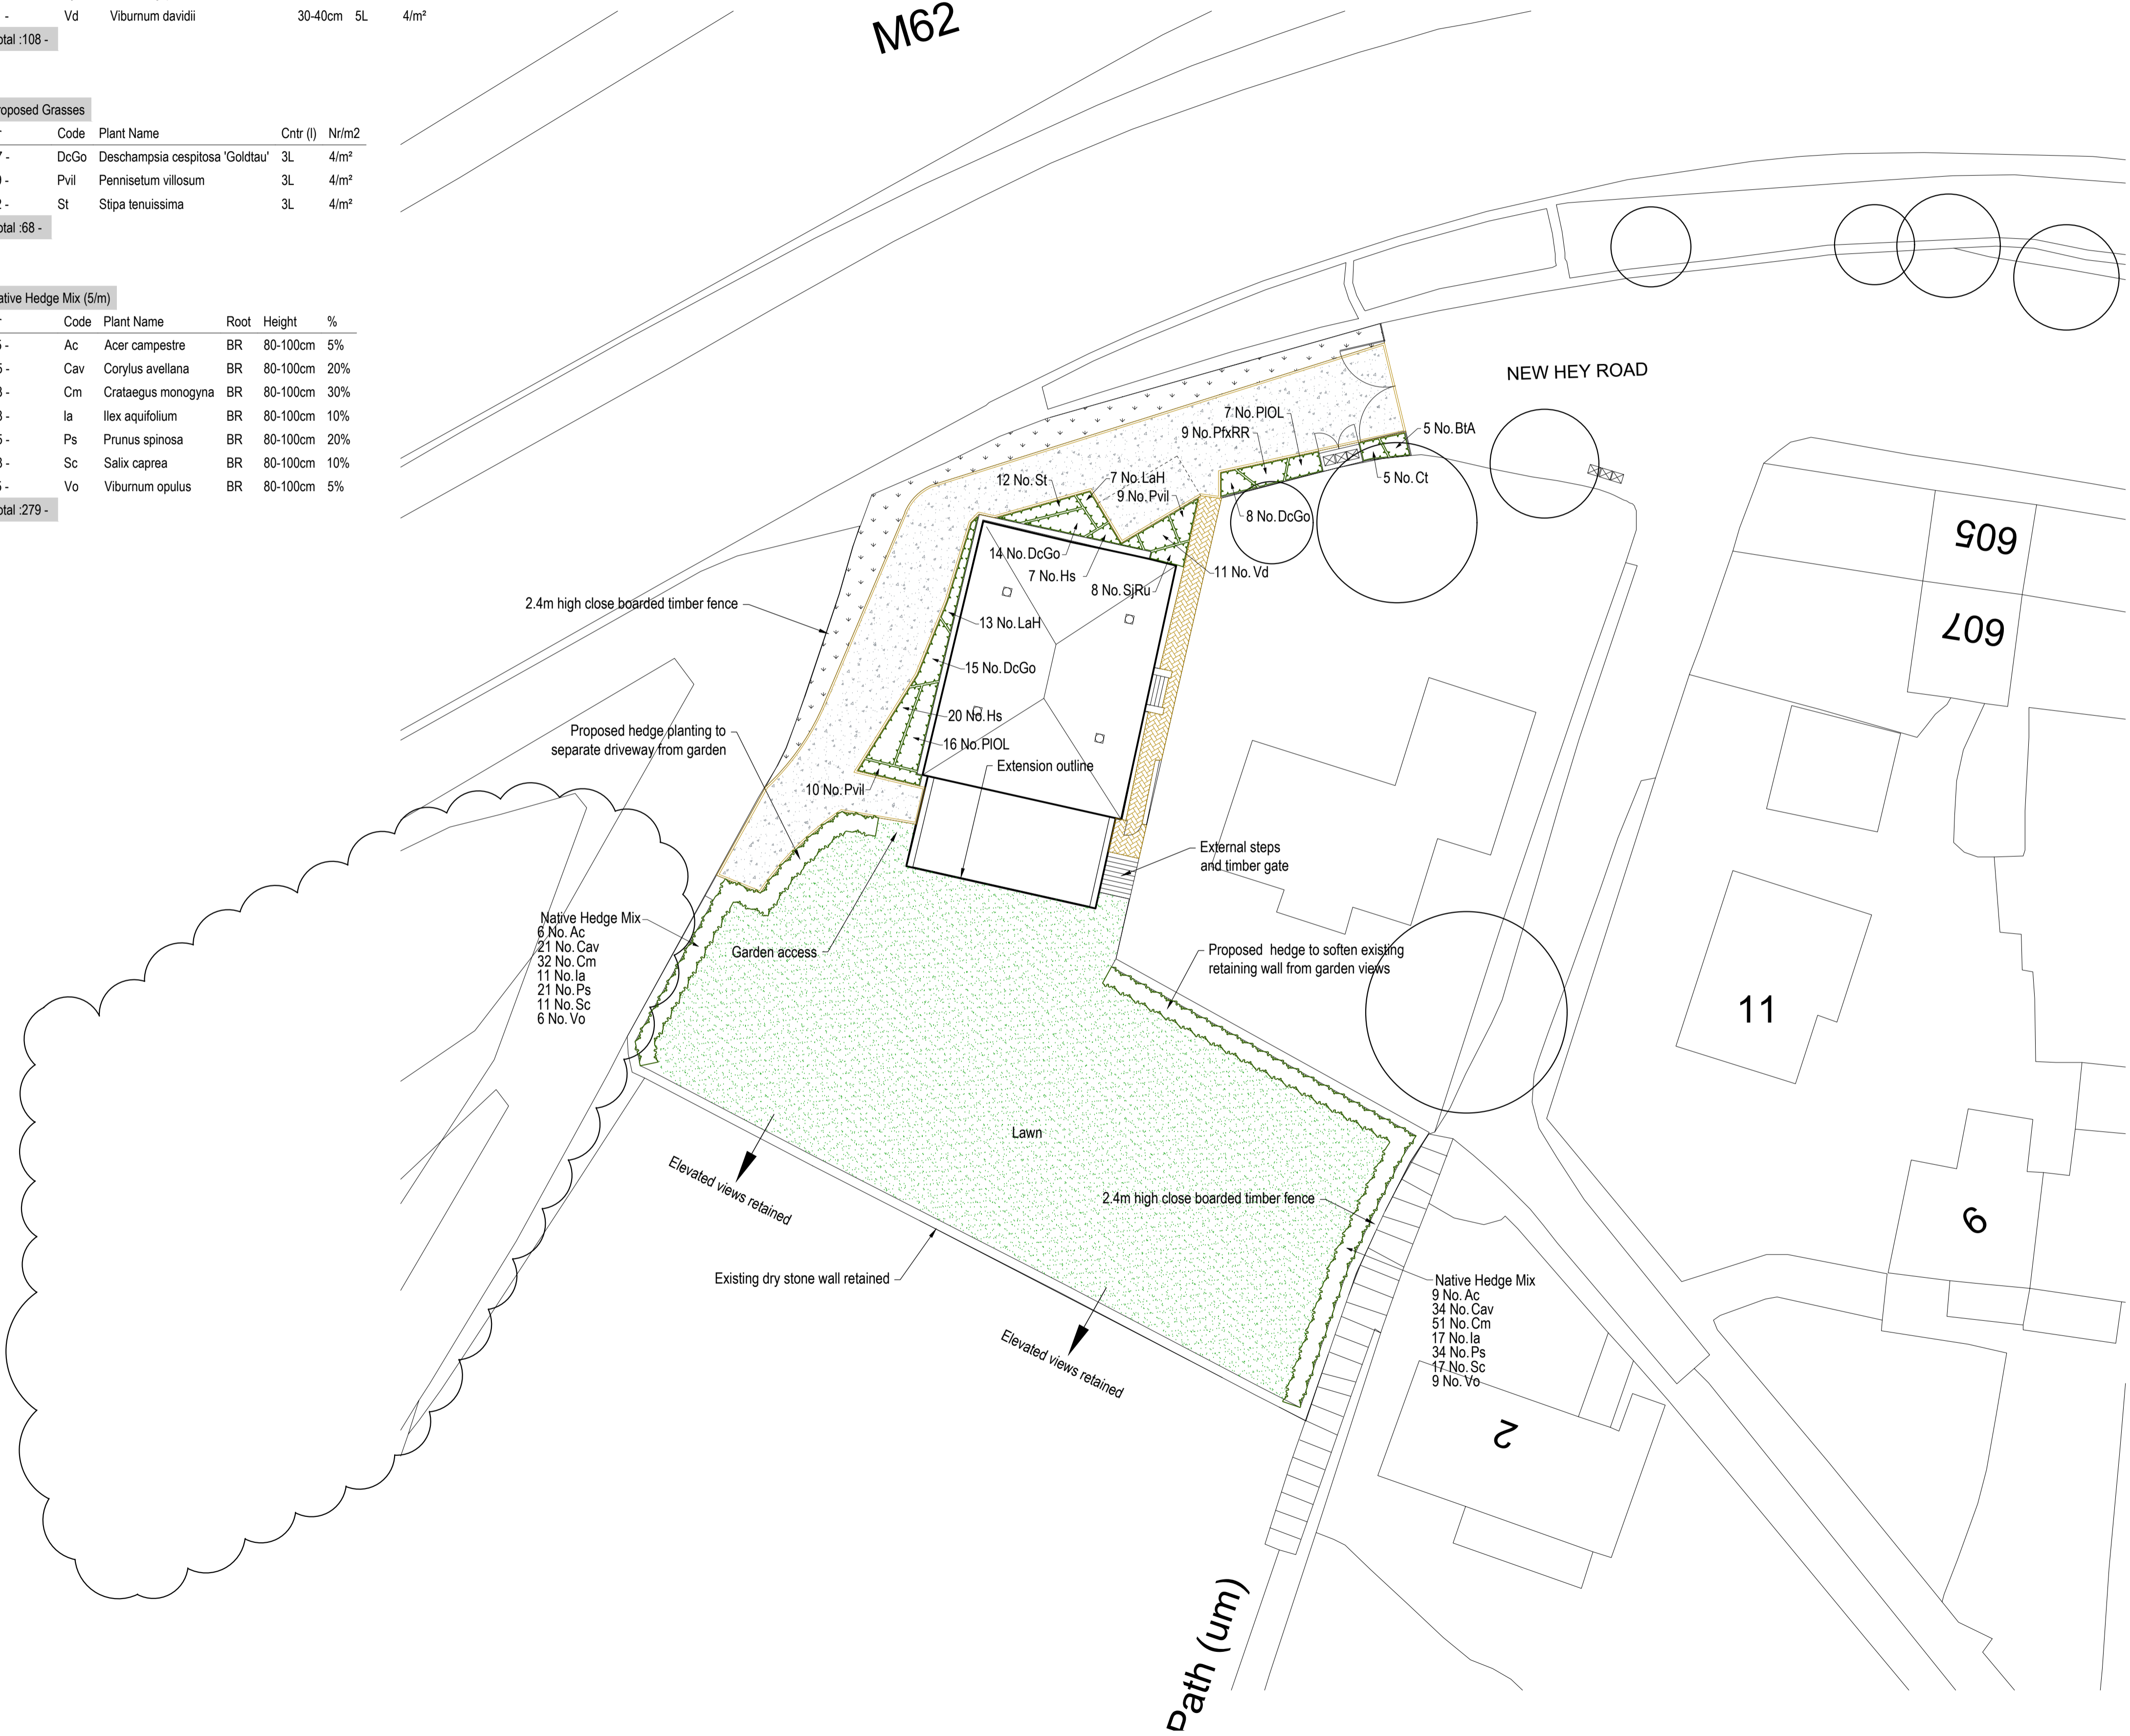 - Vd Viburnum davidii 30-40cm 5L 4/m²
otal :108 -
roposed Grasses
Code Plant Name Cntr (l) Nr/m2
- DcGo Deschampsia cespitosa 'Goldtau' 3L 4/m²
- Pvil Pennisetum villosum 3L 4/m²
- St Stipa tenuissima 3L 4/m²
otal :68 -
ative Hedge Mix (5/m)
Code Plant Name Root Height %
- Ac Acer campestre BR 80-100cm 5%
- Cav Corylus avellana BR 80-100cm 20%
- Cm Crataegus monogyna BR 80-100cm 30%
- Ia Ilex aquifolium BR 80-100cm 10%
- Ps Prunus spinosa BR 80-100cm 20%
- Sc Salix caprea BR 80-100cm 10%
- Vo Viburnum opulus BR 80-100cm 5%
otal :279 -
M62
NEW HEY ROAD
7 No. PlOL
9 No. PfxRR
5 No. BtA
5 No. Ct
12 No. St
7 No. LaH
9 No. Pvil
8 No. DcGo
14 No. DcGo
7 No. Hs
11 No. Vd
8 No. SjRu
2.4m high close boarded timber fence
13 No. LaH
15 No. DcGo
20 No. Hs
16 No. PlOL
Proposed hedge planting to
separate driveway from garden
Extension outline
10 No. Pvil
External steps
and timber gate
Native Hedge Mix
6 No. Ac
21 No. Cav
32 No. Cm
11 No. Ia
21 No. Ps
11 No. Sc
6 No. Vo
Garden access
Proposed hedge to soften existing
retaining wall from garden views
Lawn
Elevated views retained
2.4m high close boarded timber fence
Existing dry stone wall retained
Elevated views retained
Native Hedge Mix
9 No. Ac
34 No. Cav
51 No. Cm
17 No. Ia
34 No. Ps
17 No. Sc
9 No. Vo
605
607
11
9
2
Path (um)